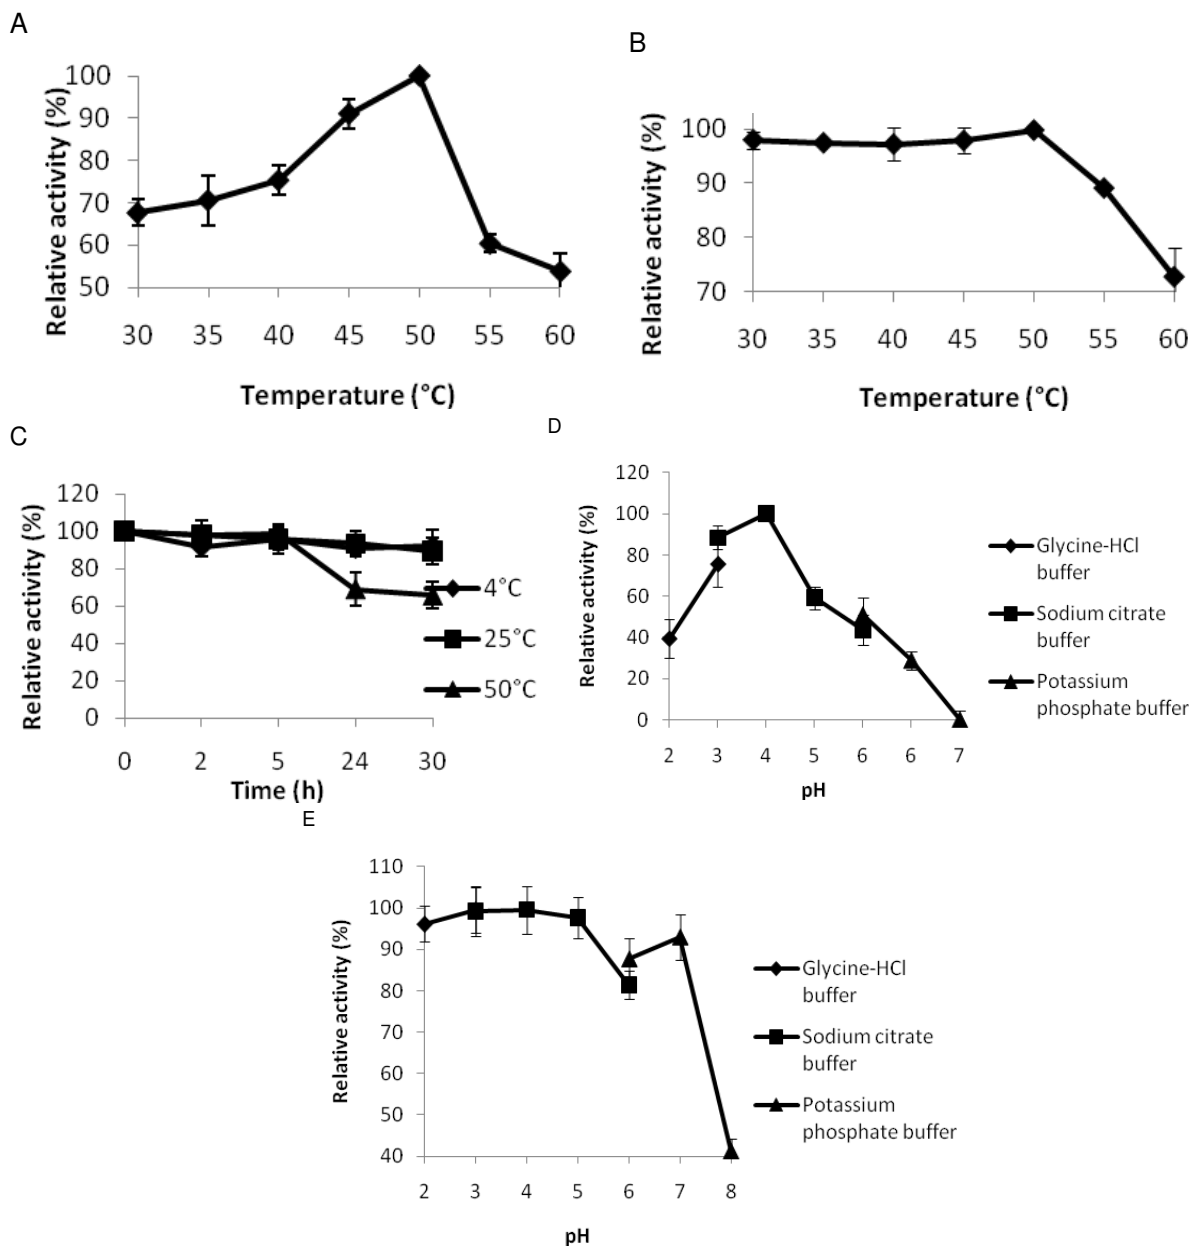 A
100
90
80
70
60
50
Relative activity (%)
30 35 40 45 50 55 60
Temperature (°C)
B
100
90
80
70
Relative activity (%)
30 35 40 45 50 55 60
Temperature (°C)
C
120
100
80
60
40
20
0
Relative activity (%)
0 2 5 24 30
Time (h)
4°C
25°C
50°C
D
120
100
80
60
40
20
0
Relative activity (%)
2 3 4 5 6 6 7
pH
Glycine-HCl
buffer
Sodium citrate
buffer
Potassium
phosphate buffer
E
110
100
90
80
70
60
50
40
Relative activity (%)
2 3 4 5 6 7 8
pH
Glycine-HCl
buffer
Sodium citrate
buffer
Potassium
phosphate buffer